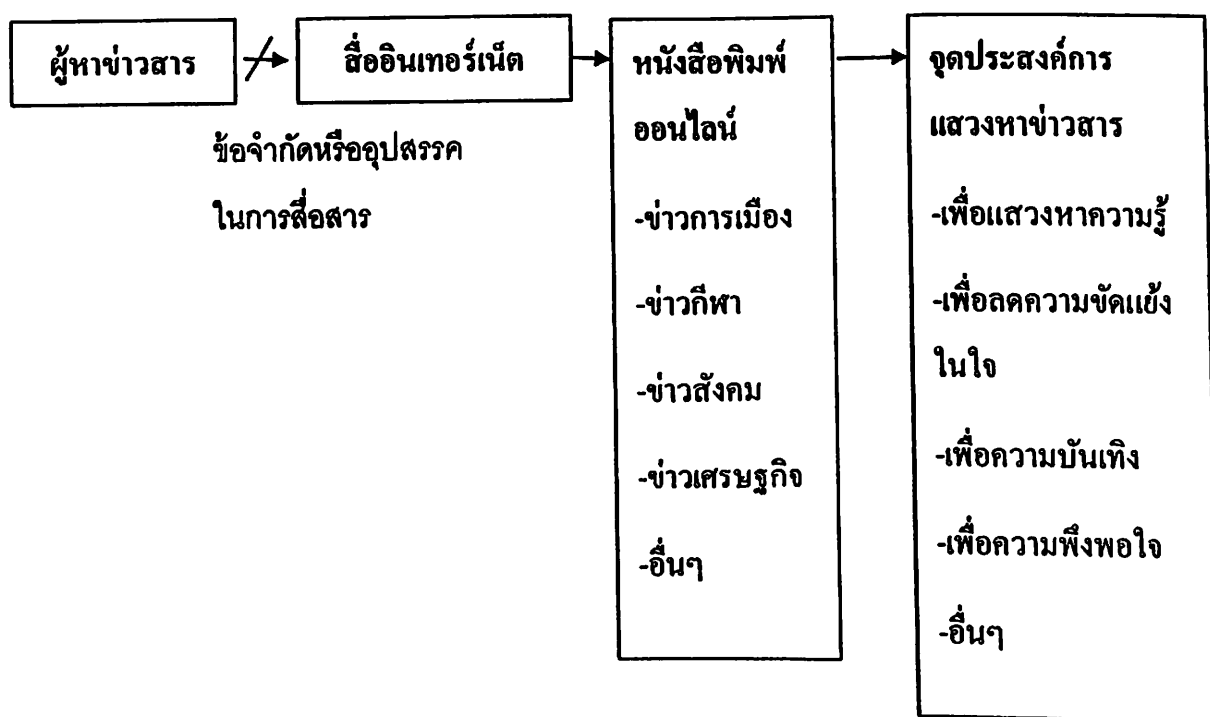 ผู้หาข่าวสาร
สื่ออินเทอร์เน็ต
ข้อจำกัดหรืออุปสรรค
ในการสื่อสาร
หนังสือพิมพ์
ออนไลน์
-ข่าวการเมือง
-ข่าวกีฬา
-ข่าวสังคม
-ข่าวเศรษฐกิจ
-อื่นๆ
จุดประสงค์การ
แสวงหาข่าวสาร
-เพื่อแสวงหาความรู้
-เพื่อลดความขัดแย้ง
ในใจ
-เพื่อความบันเทิง
-เพื่อความพึงพอใจ
-อื่นๆ